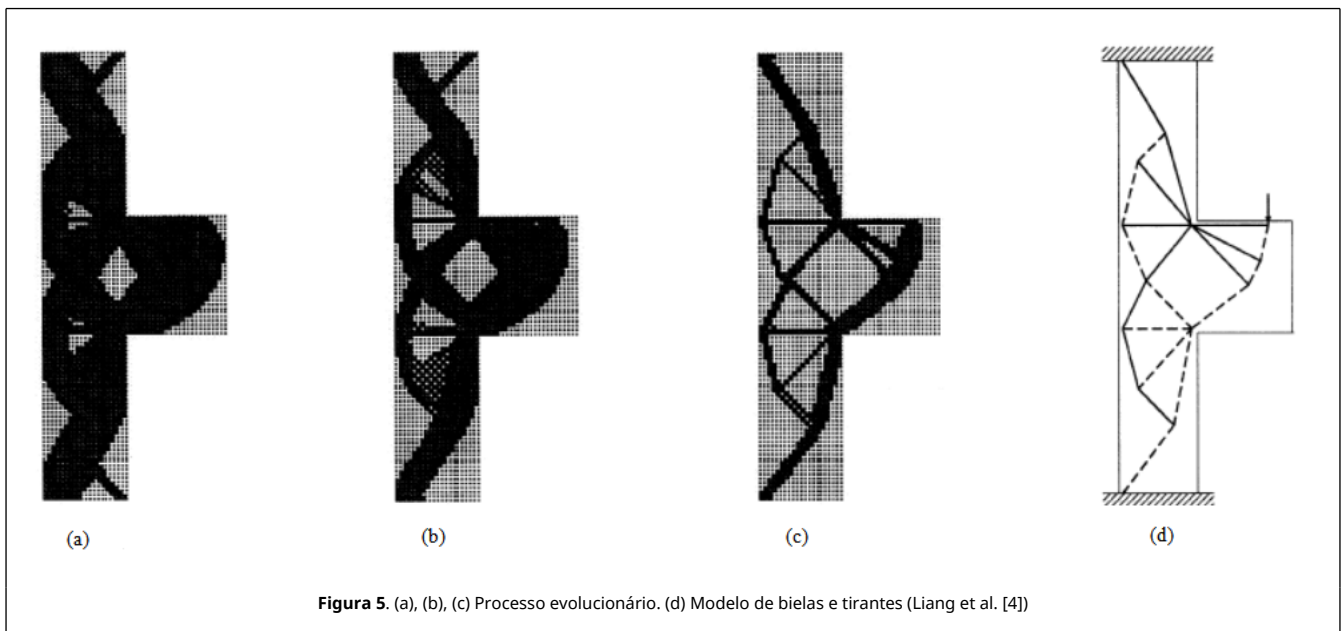 (a)
(b)
(c)
(d)
Figura 5. (a), (b), (c) Processo evolucionário. (d) Modelo de bielas e tirantes (Liang et al. [4])